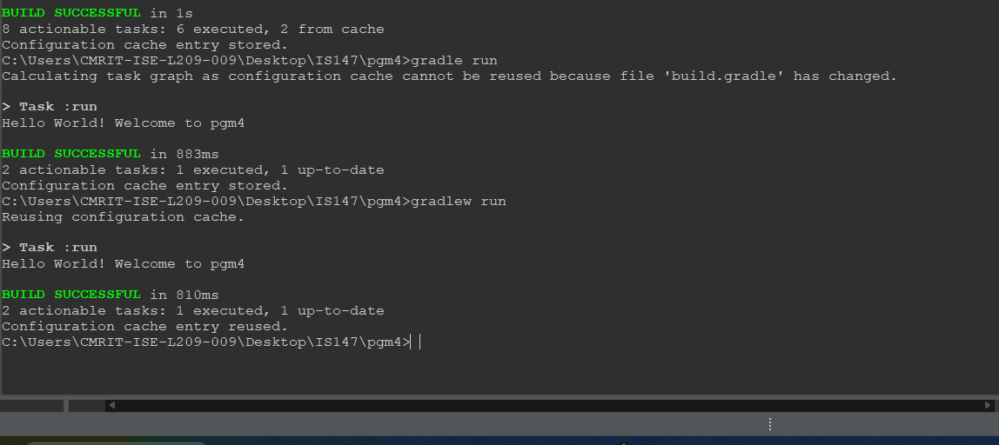 BUILD SUCCESSFUL in 1s
8 actionable tasks: 6 executed, 2 from cache
Configuration cache entry stored.
C:\Users\CMRIT-ISE-L209-009\Desktop\IS147\pgm4>gradle run
Calculating task graph as configuration cache cannot be reused because file 'build.gradle' has changed.
> Task :run
Hello World! Welcome to pgm4
BUILD SUCCESSFUL in 883ms
2 actionable tasks: 1 executed, 1 up-to-date
Configuration cache entry stored.
C:\Users\CMRIT-ISE-L209-009\Desktop\IS147\pgm4>gradlew run
Reusing configuration cache.
> Task :run
Hello World! Welcome to pgm4
BUILD SUCCESSFUL in 810ms
2 actionable tasks: 1 executed, 1 up-to-date
Configuration cache entry reused.
C:\Users\CMRIT-ISE-L209-009\Desktop\IS147\pgm4>